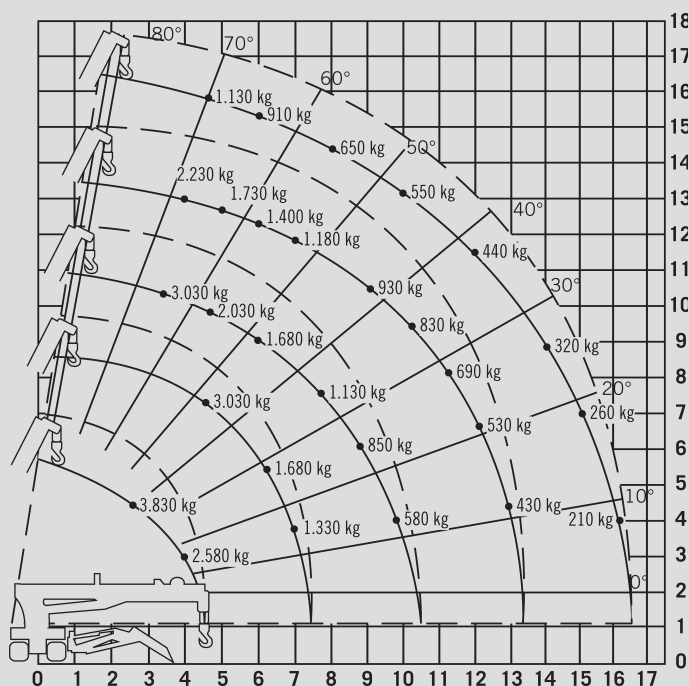 18
80°
70°
17
60°
16
1.130 kg
910 kg
15
650 kg
50°
14
2.230 kg
1.730 kg
550 kg
13
1.400 kg
40°
1.180 kg
12
440 kg
11
3.030 kg
930 kg
30°
10
2.030 kg
830 kg
1.680 kg
320 kg
9
690 kg
8
1.130 kg
20°
3.030 kg
260 kg
7
530 kg
850 kg
6
1.680 kg
5
3.830 kg
430 kg
10°
1.330 kg
580 kg
210 kg
4
2.580 kg
3
0°
2
1
0
0 1 2 3 4 5 6 7 8 9 10 11 12 13 14 15 16 17